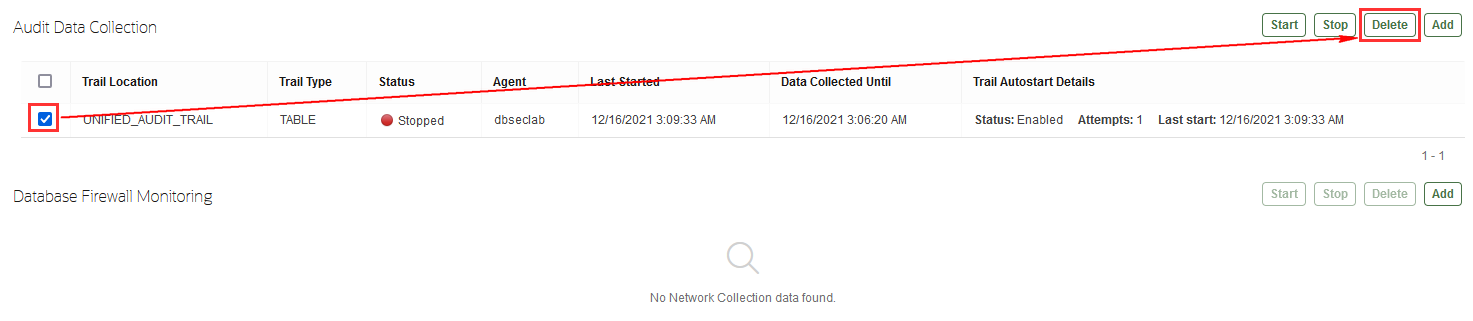 Audit Data Collection Start Stop Delete Add
Trail Location Trail Type Status Agent Last Started Data Collected Until Trail Autostart Details
UNIFIED_AUDIT_TRAIL TABLE Stopped dbseclab 12/16/2021 3:09:33 AM 12/16/2021 3:06:20 AM Status: Enabled Attempts: 1 Last start: 12/16/2021 3:09:33 AM
1 - 1
Database Firewall Monitoring Start Stop Delete Add
No Network Collection data found.